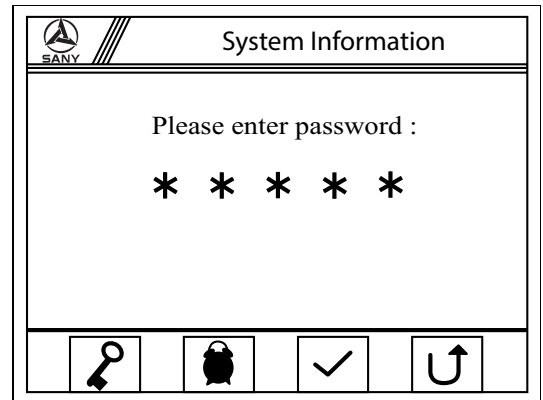 SANY
System Information
Please enter password :
* * * * *